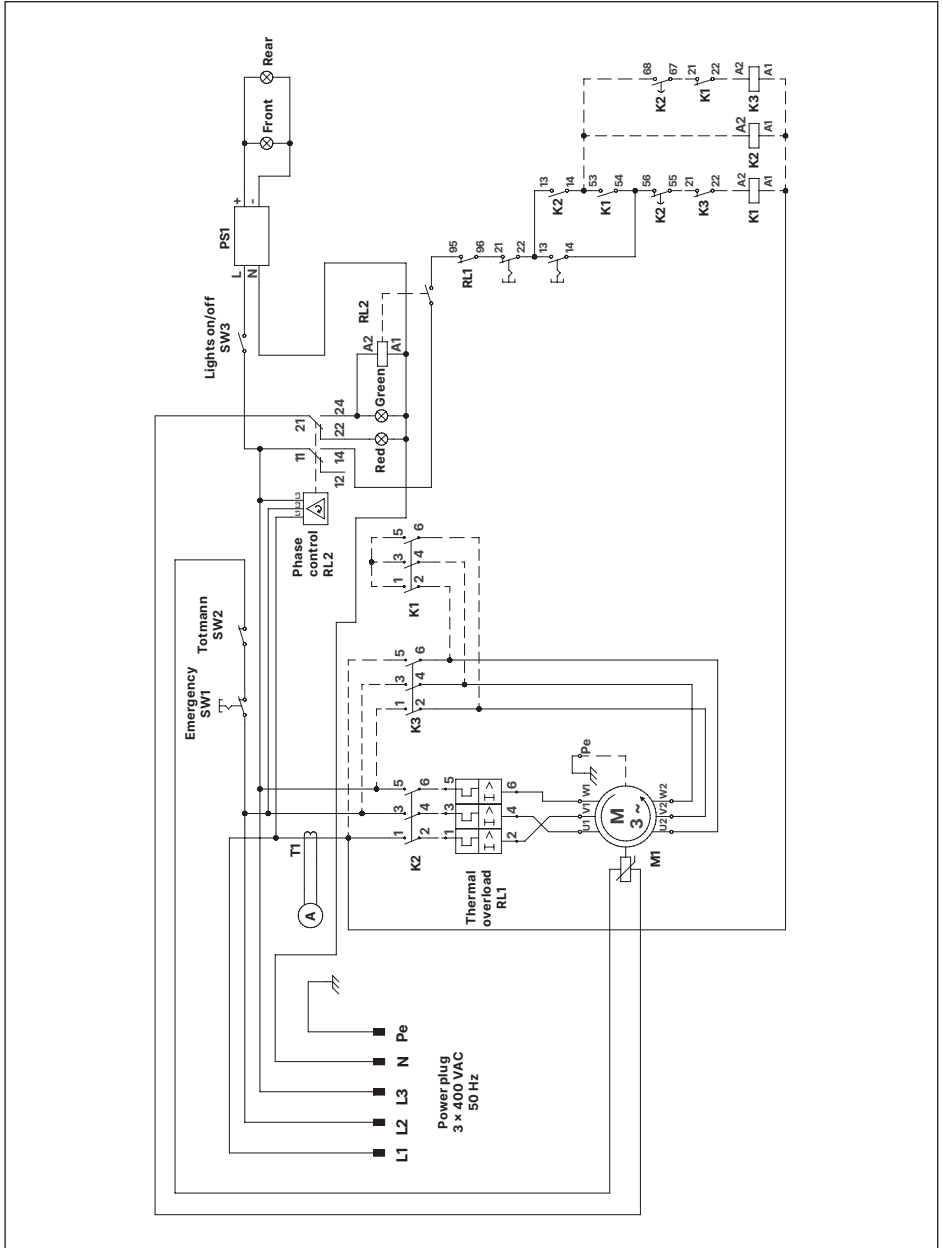 Rear
Front
PS1
+
-
L
N
Lights on/off
SW3
RL2
A2
A1
Green
Red
21
24
22
11
14
12
L1 L2 L3
Phase
control
RL2
Totmann
SW2
Emergency
SW1
95
96
RL1
21
22
13
14
13
14
K2
53
54
K1
56
55
K2
21
22
K3
A2
A1
K1
A2
A1
K2
68
67
K2
21
22
K1
A2
A1
K3
1
3
5
2
4
6
K1
1
3
5
2
4
6
K3
1
3
5
2
4
6
K2
T1
A
1
3
5
I >
I >
I >
2
4
6
Thermal
overload
RL1
Pe
U1
V1
W1
M
3 ~
U2
V2
W2
M1
L1
L2
L3
N
Pe
Power plug
3 × 400 VAC
50 Hz